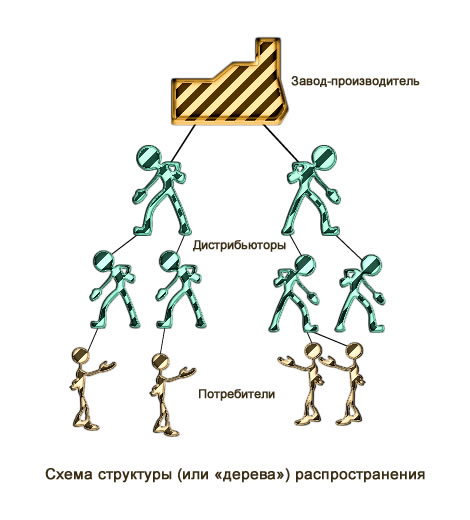 Завод-производитель
Дистрибьюторы
Потребители
Схема структуры (или «дерева») распространения